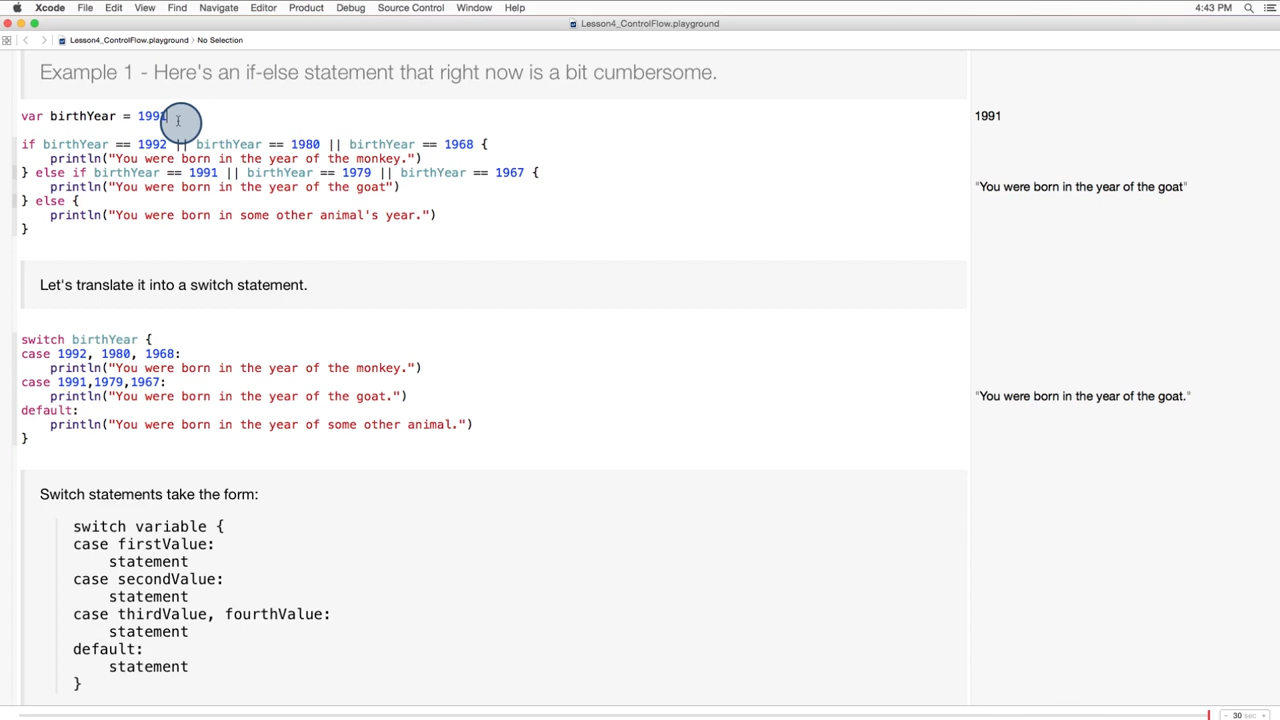 Xcode File Edit View Find Navigate Editor Product Debug Source Control Window Help 4:43 PM
Lesson4_ControlFlow.playground
Lesson4_ControlFlow.playground › No Selection
Example 1 - Here's an if-else statement that right now is a bit cumbersome.
var birthYear = 1991 1991
if birthYear == 1992 || birthYear == 1980 || birthYear == 1968 {
println("You were born in the year of the monkey.")
} else if birthYear == 1991 || birthYear == 1979 || birthYear == 1967 {
println("You were born in the year of the goat") "You were born in the year of the goat"
} else {
println("You were born in some other animal's year.")
}
Let's translate it into a switch statement.
switch birthYear {
case 1992, 1980, 1968:
println("You were born in the year of the monkey.")
case 1991,1979,1967:
println("You were born in the year of the goat.") "You were born in the year of the goat."
default:
println("You were born in the year of some other animal.")
}
Switch statements take the form:
switch variable {
case firstValue:
statement
case secondValue:
statement
case thirdValue, fourthValue:
statement
default:
statement
}
- 30 sec +